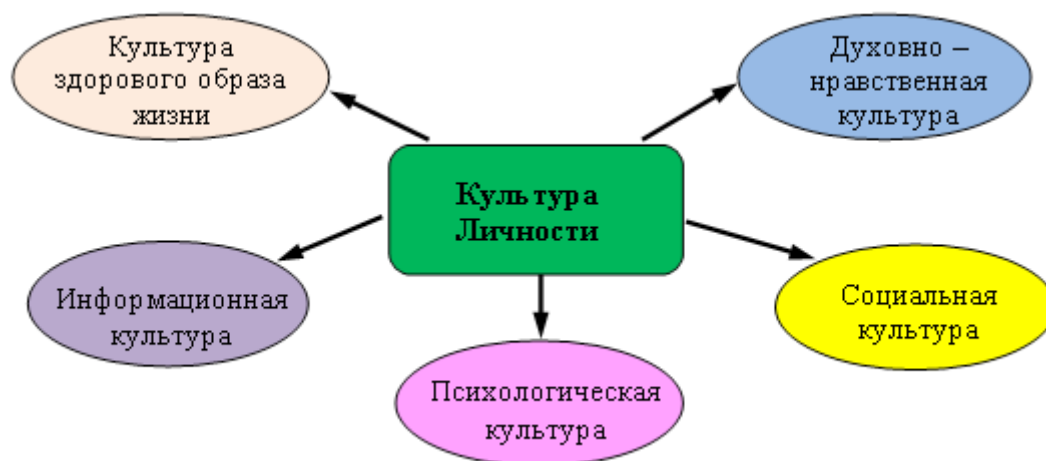 Культура
здорового образа
жизни
Духовно –
нравственная
культура
Культура
Личности
Информационная
культура
Социальная
культура
Психологическая
культура